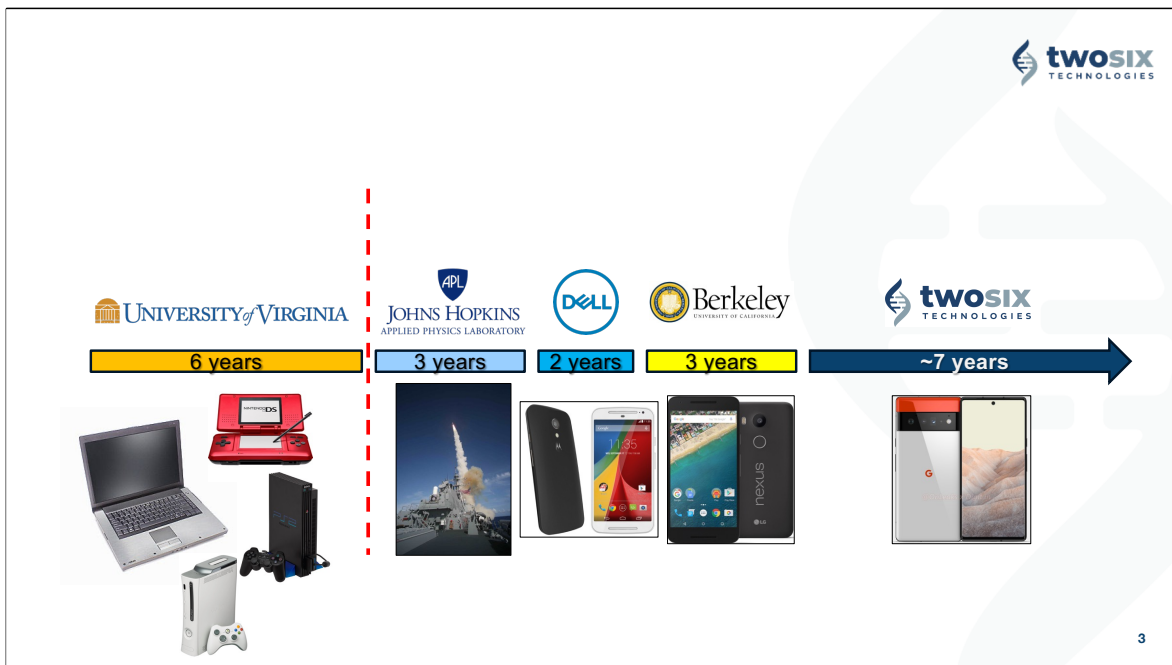 twosix
TECHNOLOGIES
UNIVERSITY of VIRGINIA
APL
JOHNS HOPKINS
APPLIED PHYSICS LABORATORY
DELL
Berkeley
UNIVERSITY OF CALIFORNIA
twosix
TECHNOLOGIES
6 years
3 years
2 years
3 years
~7 years
NINTENDO DS
PS2
11:35
nexus
LG
G
3